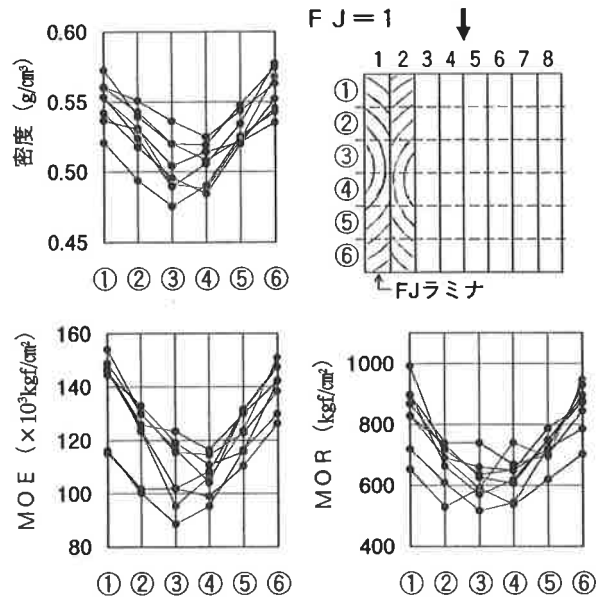 密度 (g/cm³)
0.60
0.55
0.50
0.45
① ② ③ ④ ⑤ ⑥
FJ=1
1 2 3 4 5 6 7 8
①
②
③
④
⑤
⑥
FJラミナ
MOE (×10³kgf/cm²)
160
140
120
100
80
① ② ③ ④ ⑤ ⑥
MOR (kgf/cm²)
1000
800
600
400
① ② ③ ④ ⑤ ⑥